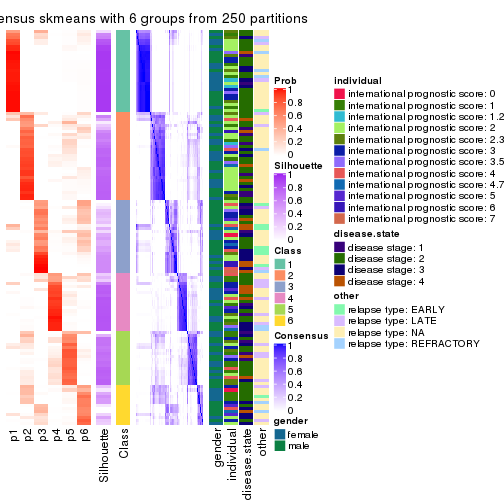 ensus skmeans with 6 groups from 250 partitions
p1
p2
p3
p4
p5
p6
Silhouette
Class
gender
individual
disease.state
other
Prob
1
0.8
0.6
0.4
0.2
0
Silhouette
1
0.8
0.6
0.4
0.2
0
Class
1
2
3
4
5
6
Consensus
1
0.8
0.6
0.4
0.2
0
gender
female
male
individual
international prognostic score: 0
international prognostic score: 1
international prognostic score: 1.2
international prognostic score: 2
international prognostic score: 2.3
international prognostic score: 3
international prognostic score: 3.5
international prognostic score: 4
international prognostic score: 4.7
international prognostic score: 5
international prognostic score: 6
international prognostic score: 7
disease.state
disease stage: 1
disease stage: 2
disease stage: 3
disease stage: 4
other
relapse type: EARLY
relapse type: LATE
relapse type: NA
relapse type: REFRACTORY